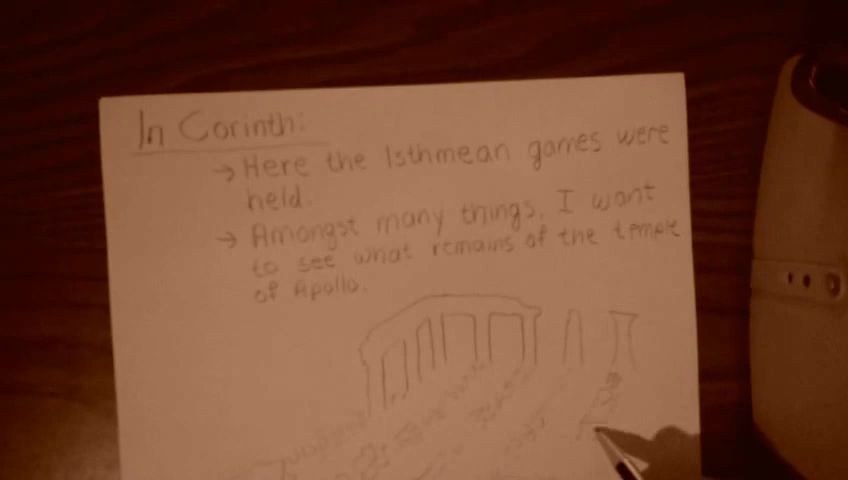 In Corinth:
→ Here the Isthmean games were
held.
→ Amongst many things, I want
to see what remains of the temple
of Apollo.